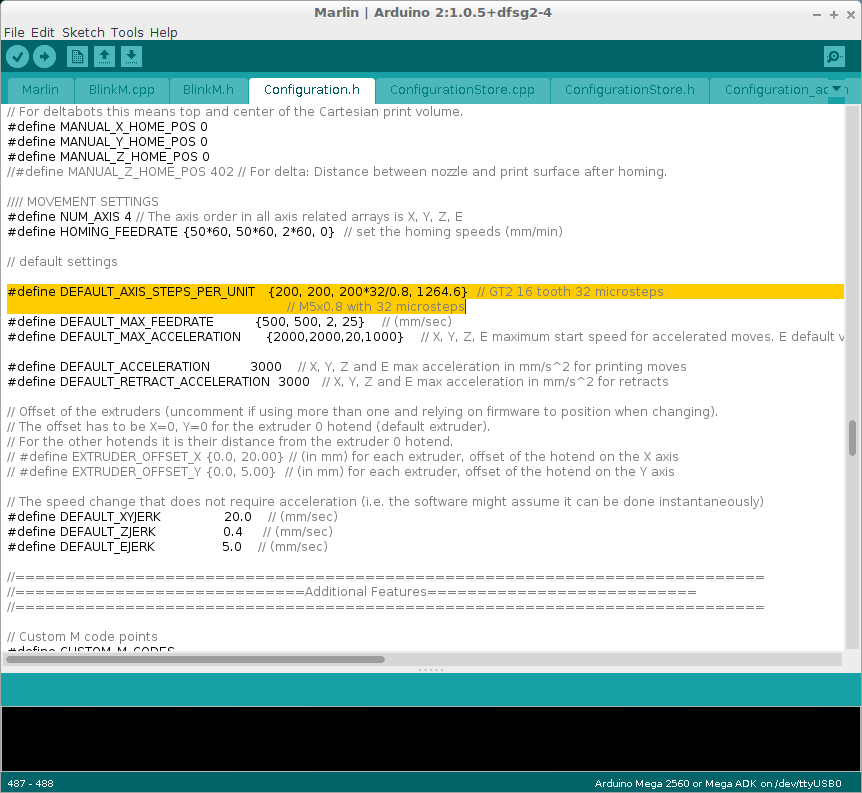 Marlin | Arduino 2:1.0.5+dfsg2-4
File Edit Sketch Tools Help
Marlin BlinkM.cpp BlinkM.h Configuration.h ConfigurationStore.cpp ConfigurationStore.h Configuration_ac
// For deltabots this means top and center of the Cartesian print volume.
#define MANUAL_X_HOME_POS 0
#define MANUAL_Y_HOME_POS 0
#define MANUAL_Z_HOME_POS 0
//#define MANUAL_Z_HOME_POS 402 // For delta: Distance between nozzle and print surface after homing.
//// MOVEMENT SETTINGS
#define NUM_AXIS 4 // The axis order in all axis related arrays is X, Y, Z, E
#define HOMING_FEEDRATE {50*60, 50*60, 2*60, 0} // set the homing speeds (mm/min)
// default settings
#define DEFAULT_AXIS_STEPS_PER_UNIT {200, 200, 200*32/0.8, 1264.6} // GT2 16 tooth 32 microsteps
// M5x0.8 with 32 microsteps
#define DEFAULT_MAX_FEEDRATE {500, 500, 2, 25} // (mm/sec)
#define DEFAULT_MAX_ACCELERATION {2000,2000,20,1000} // X, Y, Z, E maximum start speed for accelerated moves. E default v
#define DEFAULT_ACCELERATION 3000 // X, Y, Z and E max acceleration in mm/s^2 for printing moves
#define DEFAULT_RETRACT_ACCELERATION 3000 // X, Y, Z and E max acceleration in mm/s^2 for retracts
// Offset of the extruders (uncomment if using more than one and relying on firmware to position when changing).
// The offset has to be X=0, Y=0 for the extruder 0 hotend (default extruder).
// For the other hotends it is their distance from the extruder 0 hotend.
// #define EXTRUDER_OFFSET_X {0.0, 20.00} // (in mm) for each extruder, offset of the hotend on the X axis
// #define EXTRUDER_OFFSET_Y {0.0, 5.00} // (in mm) for each extruder, offset of the hotend on the Y axis
// The speed change that does not require acceleration (i.e. the software might assume it can be done instantaneously)
#define DEFAULT_XYJERK 20.0 // (mm/sec)
#define DEFAULT_ZJERK 0.4 // (mm/sec)
#define DEFAULT_EJERK 5.0 // (mm/sec)
//===========================================================================
//=============================Additional Features===========================
//===========================================================================
// Custom M code points
#define CUSTOM_M_CODES
487 - 488
Arduino Mega 2560 or Mega ADK on /dev/ttyUSB0